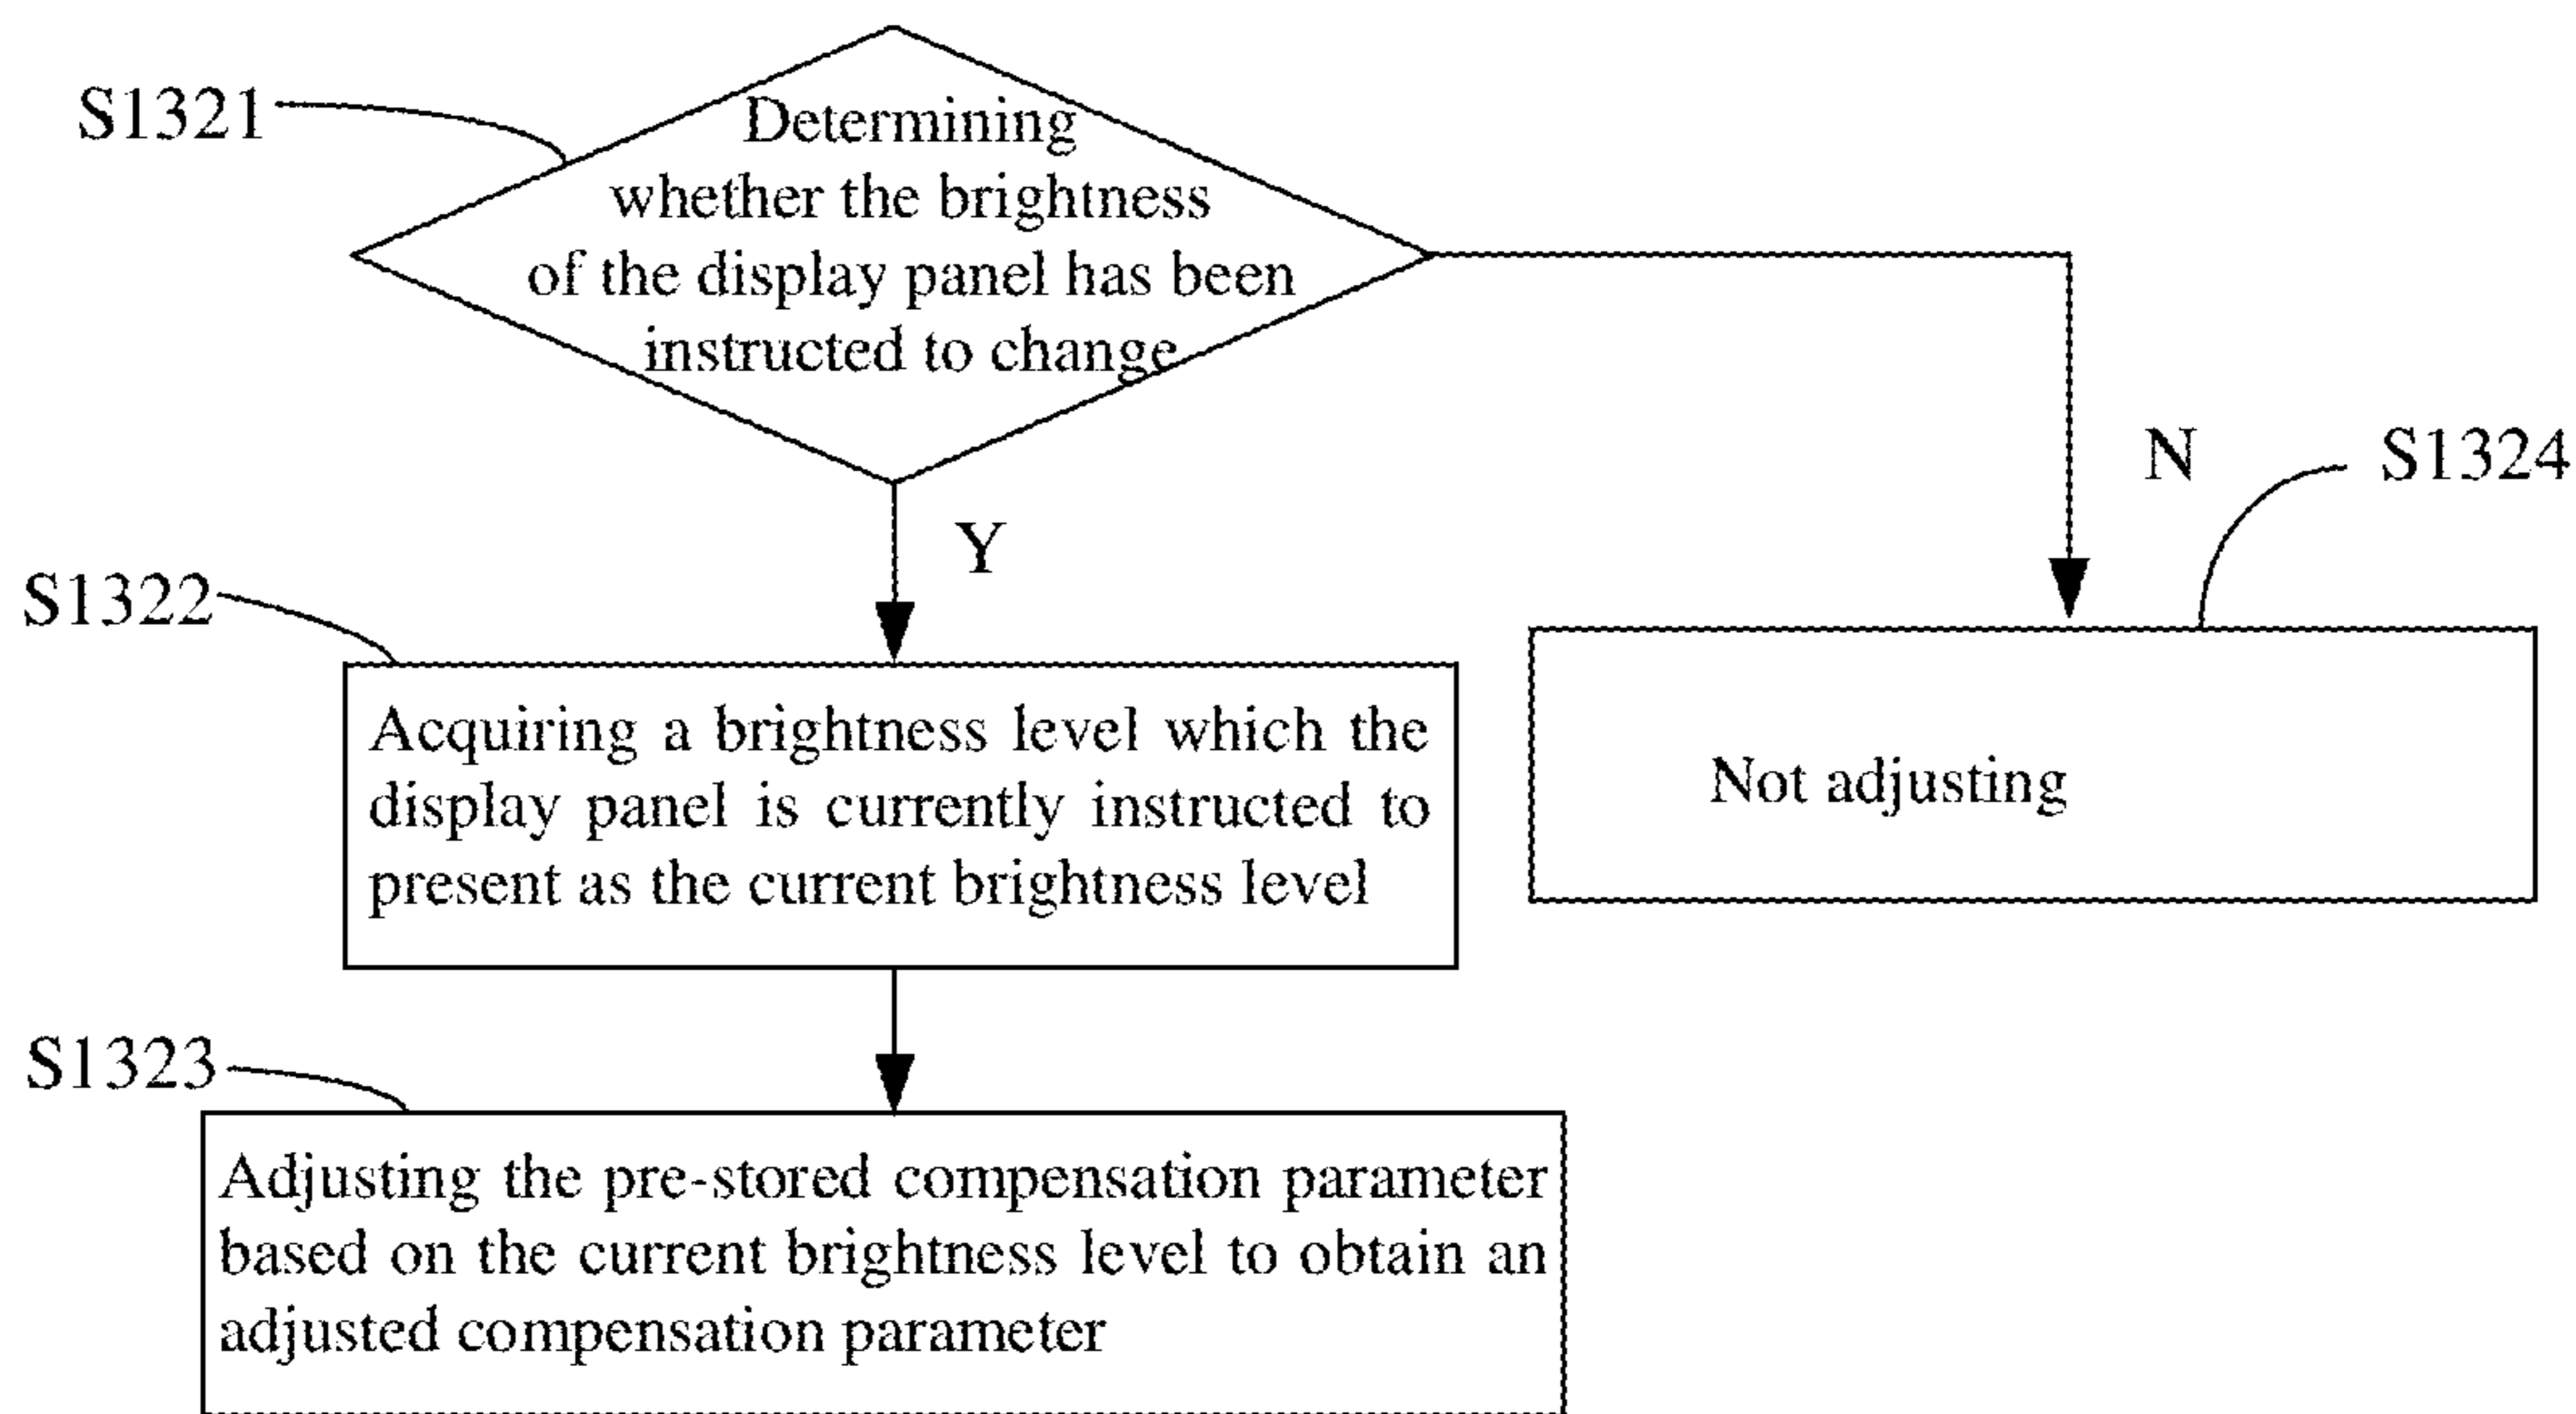 S1321
Determining
whether the brightness
of the display panel has been
instructed to change
N
S1324
Y
S1322
Acquiring a brightness level which the
display panel is currently instructed to
present as the current brightness level
Not adjusting
S1323
Adjusting the pre-stored compensation parameter
based on the current brightness level to obtain an
adjusted compensation parameter